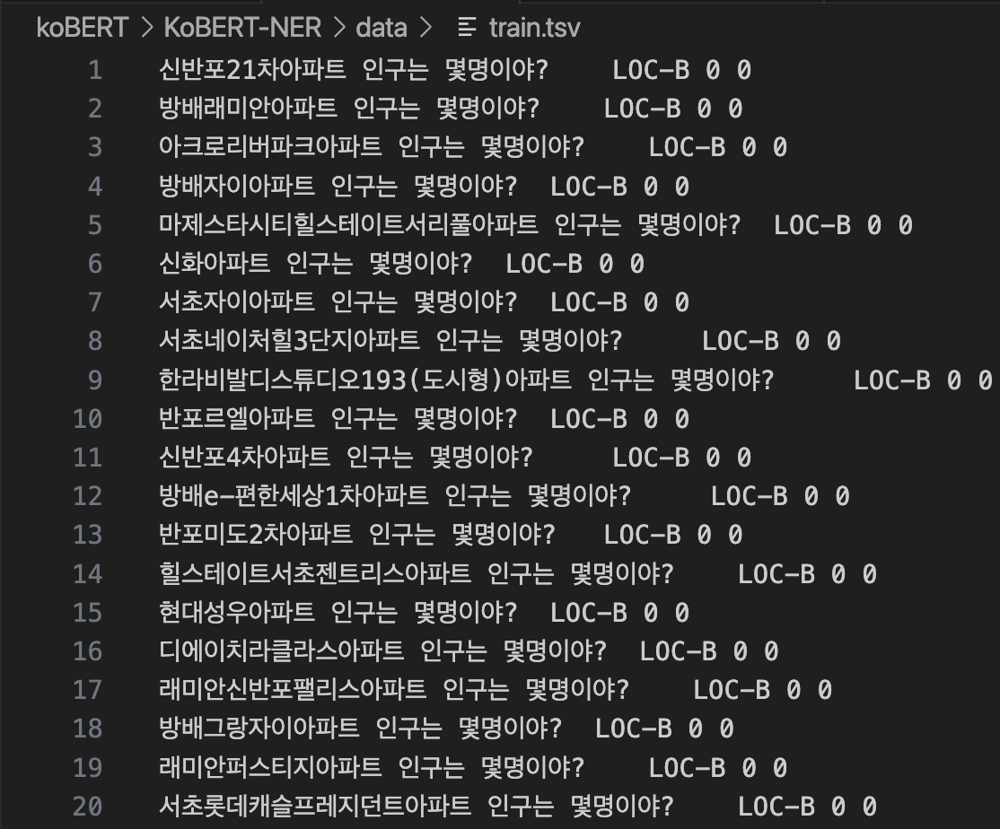 koBERT > KoBERT-NER > data > train.tsv
1 신반포21차아파트 인구는 몇명이야? LOC-B 0 0
2 방배래미안아파트 인구는 몇명이야? LOC-B 0 0
3 아크로리버파크아파트 인구는 몇명이야? LOC-B 0 0
4 방배자이아파트 인구는 몇명이야? LOC-B 0 0
5 마제스타시티힐스테이트서리풀아파트 인구는 몇명이야? LOC-B 0 0
6 신화아파트 인구는 몇명이야? LOC-B 0 0
7 서초자이아파트 인구는 몇명이야? LOC-B 0 0
8 서초네이처힐3단지아파트 인구는 몇명이야? LOC-B 0 0
9 한라비발디스튜디오193(도시형)아파트 인구는 몇명이야? LOC-B 0 0
10 반포르엘아파트 인구는 몇명이야? LOC-B 0 0
11 신반포4차아파트 인구는 몇명이야? LOC-B 0 0
12 방배e-편한세상1차아파트 인구는 몇명이야? LOC-B 0 0
13 반포미도2차아파트 인구는 몇명이야? LOC-B 0 0
14 힐스테이트서초젠트리스아파트 인구는 몇명이야? LOC-B 0 0
15 현대성우아파트 인구는 몇명이야? LOC-B 0 0
16 디에이치라클라스아파트 인구는 몇명이야? LOC-B 0 0
17 래미안신반포팰리스아파트 인구는 몇명이야? LOC-B 0 0
18 방배그랑자이아파트 인구는 몇명이야? LOC-B 0 0
19 래미안퍼스티지아파트 인구는 몇명이야? LOC-B 0 0
20 서초롯데캐슬프레지던트아파트 인구는 몇명이야? LOC-B 0 0